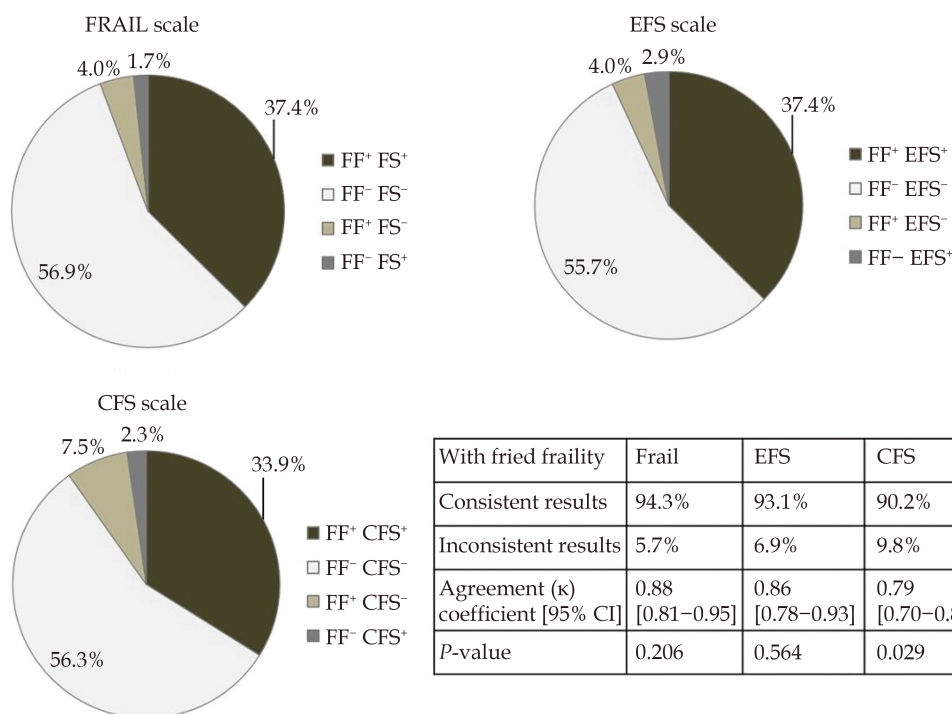 FRAIL scale
4.0% 1.7%
37.4%
56.9%
FF⁺ FS⁺
FF⁻ FS⁻
FF⁺ FS⁻
FF⁻ FS⁺
EFS scale
4.0% 2.9%
37.4%
55.7%
FF⁺ EFS⁺
FF⁻ EFS⁻
FF⁺ EFS⁻
FF− EFS⁺
CFS scale
7.5% 2.3%
33.9%
56.3%
FF⁺ CFS⁺
FF⁻ CFS⁻
FF⁺ CFS⁻
FF⁻ CFS⁺
With fried fraility Frail EFS CFS
Consistent results 94.3% 93.1% 90.2%
Inconsistent results 5.7% 6.9% 9.8%
Agreement (κ) 0.88 0.86 0.79
coefficient [95% CI] [0.81−0.95] [0.78−0.93] [0.70−0.8
P-value 0.206 0.564 0.029